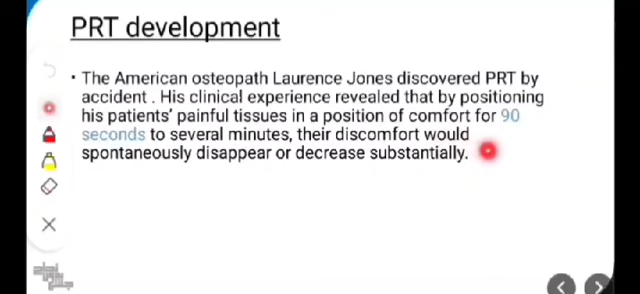 PRT development
• The American osteopath Laurence Jones discovered PRT by
accident . His clinical experience revealed that by positioning
his patients' painful tissues in a position of comfort for 90
seconds to several minutes, their discomfort would
spontaneously disappear or decrease substantially.